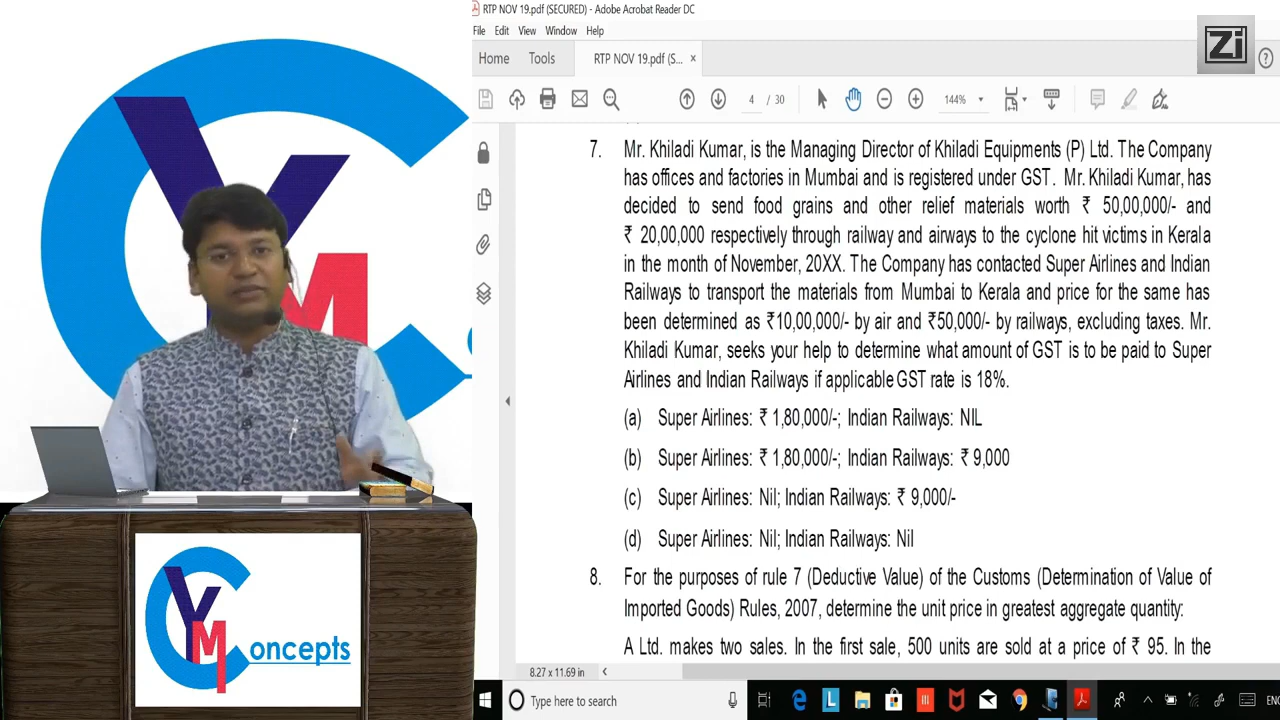 RTP NOV 19.pdf (SECURED) - Adobe Acrobat Reader DC
File Edit View Window Help
Zi
Home Tools RTP NOV 19.pdf (S... ×
4 / 30 144%
7. Mr. Khiladi Kumar, is the Managing Director of Khiladi Equipments (P) Ltd. The Company
has offices and factories in Mumbai and is registered under GST. Mr. Khiladi Kumar, has
decided to send food grains and other relief materials worth ₹ 50,00,000/- and
₹ 20,00,000 respectively through railway and airways to the cyclone hit victims in Kerala
in the month of November, 20XX. The Company has contacted Super Airlines and Indian
Railways to transport the materials from Mumbai to Kerala and price for the same has
been determined as ₹10,00,000/- by air and ₹50,000/- by railways, excluding taxes. Mr.
Khiladi Kumar, seeks your help to determine what amount of GST is to be paid to Super
Airlines and Indian Railways if applicable GST rate is 18%.
(a) Super Airlines: ₹ 1,80,000/-; Indian Railways: NIL
(b) Super Airlines: ₹ 1,80,000/-; Indian Railways: ₹ 9,000
(c) Super Airlines: Nil; Indian Railways: ₹ 9,000/-
(d) Super Airlines: Nil; Indian Railways: Nil
8. For the purposes of rule 7 (Deductive Value) of the Customs (Determination of Value of
Imported Goods) Rules, 2007, determine the unit price in greatest aggregate quantity:
A Ltd. makes two sales. In the first sale, 500 units are sold at a price of ₹ 95. In the
8.27 x 11.69 in
Type here to search
ENG
CYM
CYM
oncepts